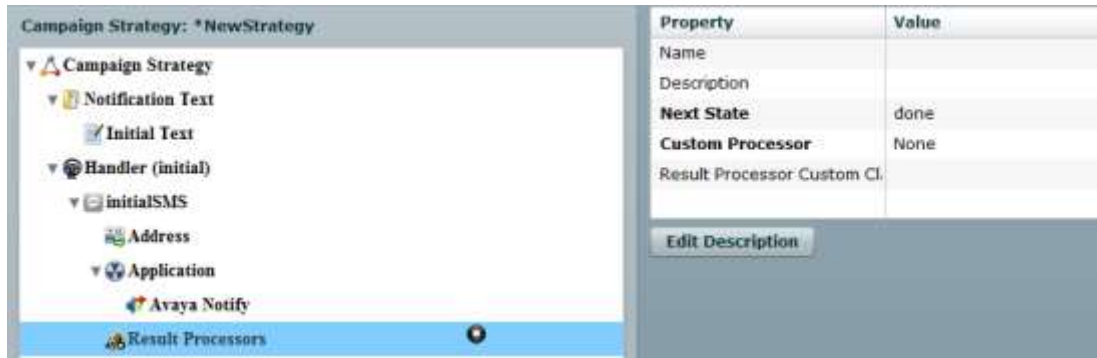 Campaign Strategy: *NewStrategy
Campaign Strategy
Notification Text
Initial Text
Handler (initial)
initialSMS
Address
Application
Avaya Notify
Result Processors
Property Value
Name
Description
Next State done
Custom Processor None
Result Processor Custom Cl.
Edit Description